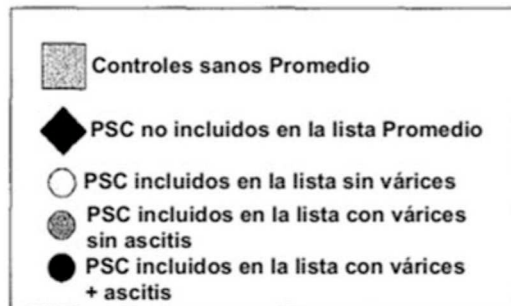 Controles sanos Promedio
PSC no incluidos en la lista Promedio
PSC incluidos en la lista sin várices
PSC incluidos en la lista con várices
sin ascitis
PSC incluidos en la lista con várices
+ ascitis